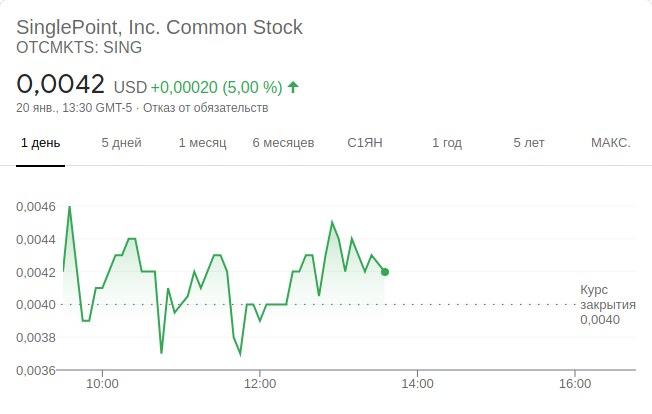 SinglePoint, Inc. Common Stock
OTCMKTS: SING
0,0042 USD +0,00020 (5,00 %)
20 янв., 13:30 GMT-5 · Отказ от обязательств
1 день 5 дней 1 месяц 6 месяцев С1ЯН 1 год 5 лет МАКС.
0,0046
0,0044
0,0042
0,0040
0,0038
0,0036
Курс
закрытия
0,0040
10:00 12:00 14:00 16:00